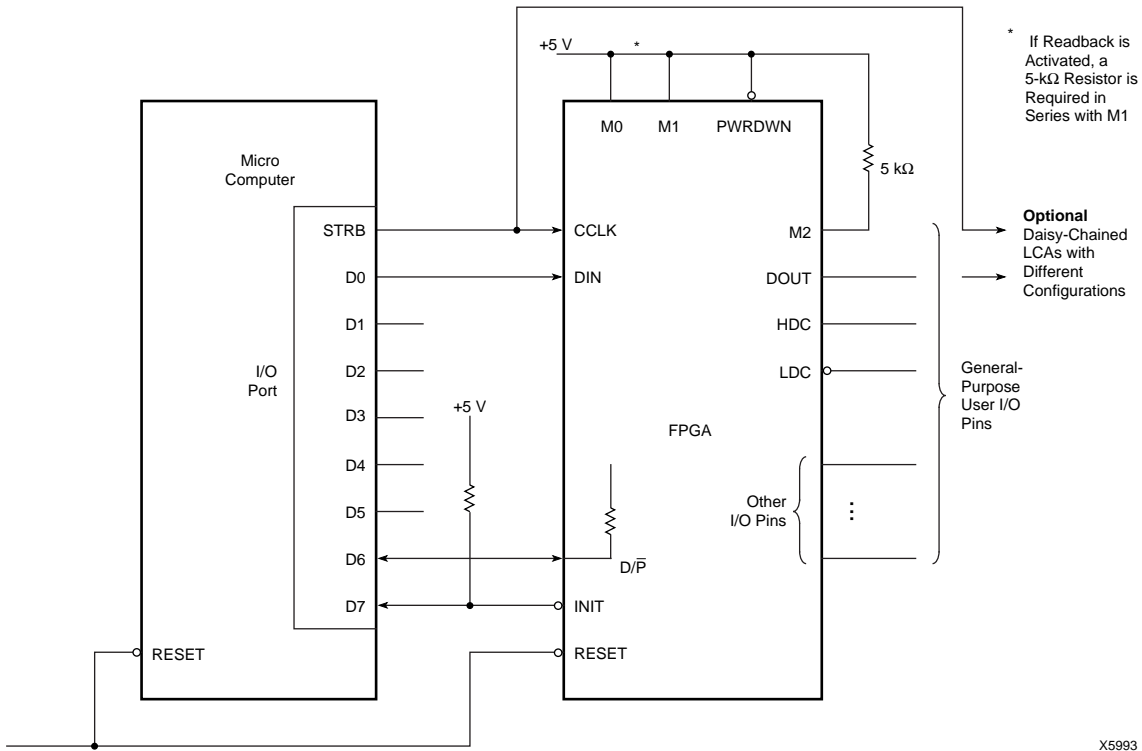 +5 V
*
* If Readback is
Activated, a
5-kΩ Resistor is
Required in
Series with M1
M0 M1 PWRDWN
Micro
Computer
5 kΩ
STRB
CCLK
M2
Optional
Daisy-Chained
LCAs with
Different
Configurations
D0
DIN
DOUT
D1
HDC
D2
LDC
I/O
Port
General-
Purpose
User I/O
Pins
D3
+5 V
FPGA
D4
D5
Other
I/O Pins
...
D6
D/P̅
D7
INIT
RESET
RESET
X5993